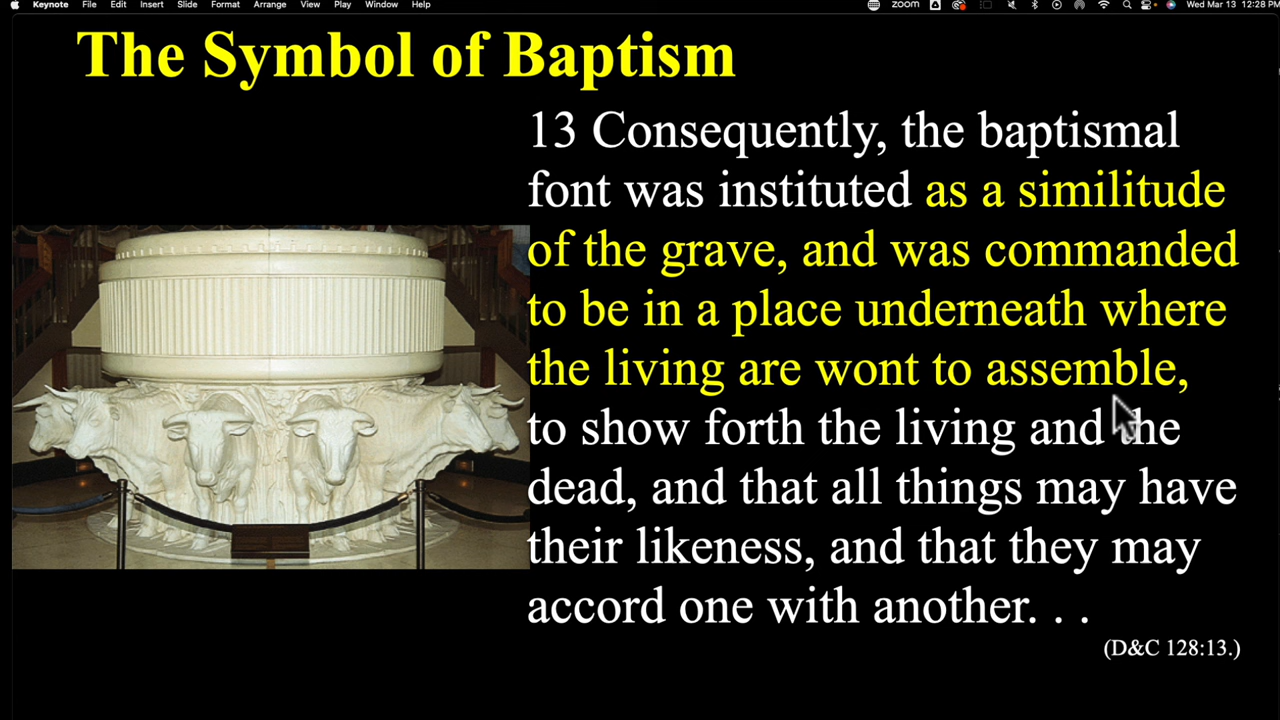 Keynote File Edit Insert Slide Format Arrange View Play Window Help zoom Wed Mar 13 12:28 PM
The Symbol of Baptism
13 Consequently, the baptismal
font was instituted as a similitude
of the grave, and was commanded
to be in a place underneath where
the living are wont to assemble,
to show forth the living and the
dead, and that all things may have
their likeness, and that they may
accord one with another. . .
(D&C 128:13.)